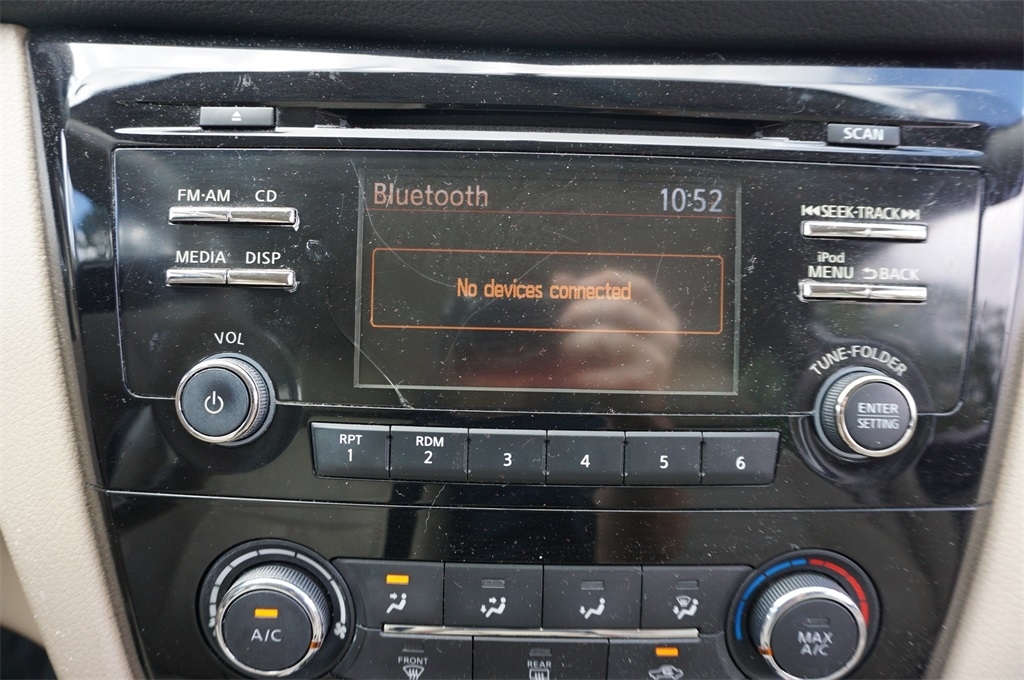 SCAN
FM·AM CD
Bluetooth 10:52
SEEK·TRACK
MEDIA DISP
iPod
MENU BACK
No devices connected
VOL
TUNE·FOLDER
ENTER
SETTING
RPT RDM
1 2 3 4 5 6
A/C
MAX
A/C
FRONT REAR